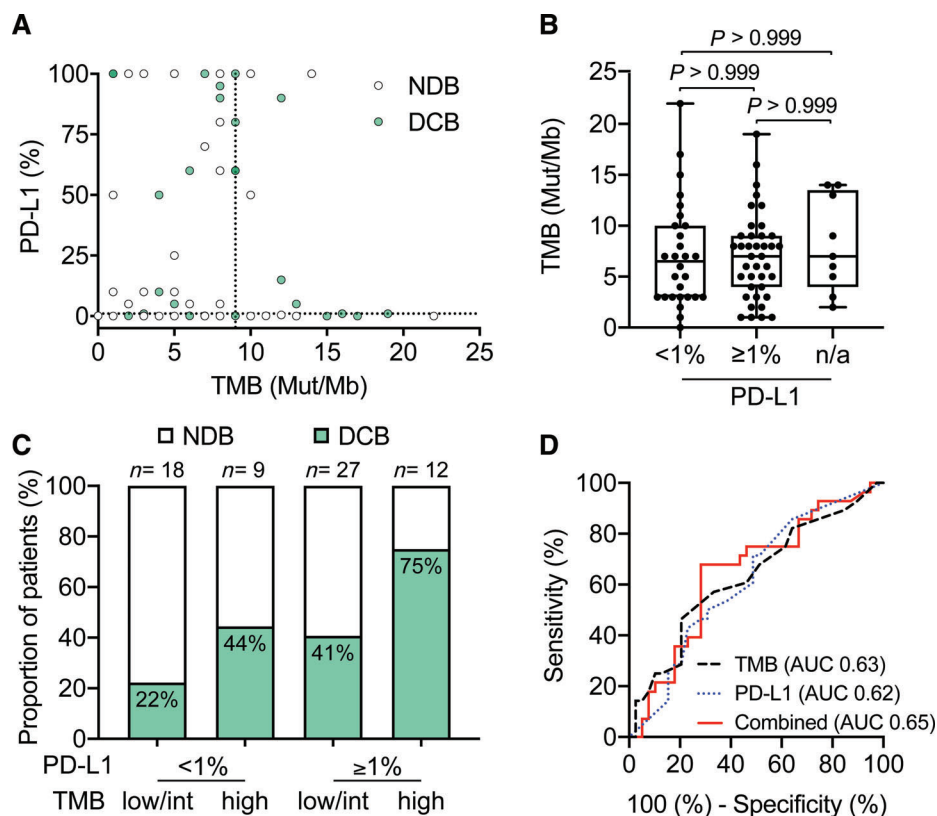 A
PD-L1 (%)
100
75
50
25
0
0 5 10 15 20 25
TMB (Mut/Mb)
NDB
DCB
B
P > 0.999
P > 0.999
P > 0.999
TMB (Mut/Mb)
25
20
15
10
5
0
<1% ≥1% n/a
PD-L1
C
NDB DCB
n= 18 n= 9 n= 27 n= 12
Proportion of patients (%)
100
80
60
40
20
0
22% 44% 41% 75%
PD-L1 <1% ≥1%
TMB low/int high low/int high
D
Sensitivity (%)
100
80
60
40
20
0
TMB (AUC 0.63)
PD-L1 (AUC 0.62)
Combined (AUC 0.65)
0 20 40 60 80 100
100 (%) - Specificity (%)